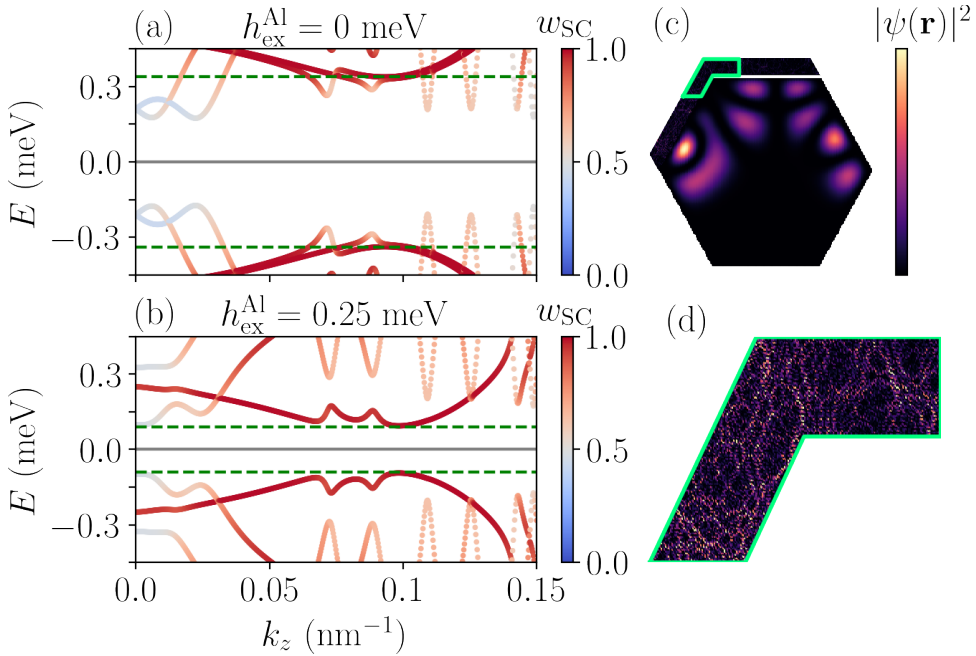 (a)
h_ex^Al = 0 meV
w_SC
1.0
0.5
0.0
E (meV)
0.3
0.0
−0.3
(b)
h_ex^Al = 0.25 meV
w_SC
1.0
0.5
0.0
E (meV)
0.3
0.0
−0.3
0.0
0.05
0.1
0.15
k_z (nm⁻¹)
(c)
|ψ(r)|²
(d)